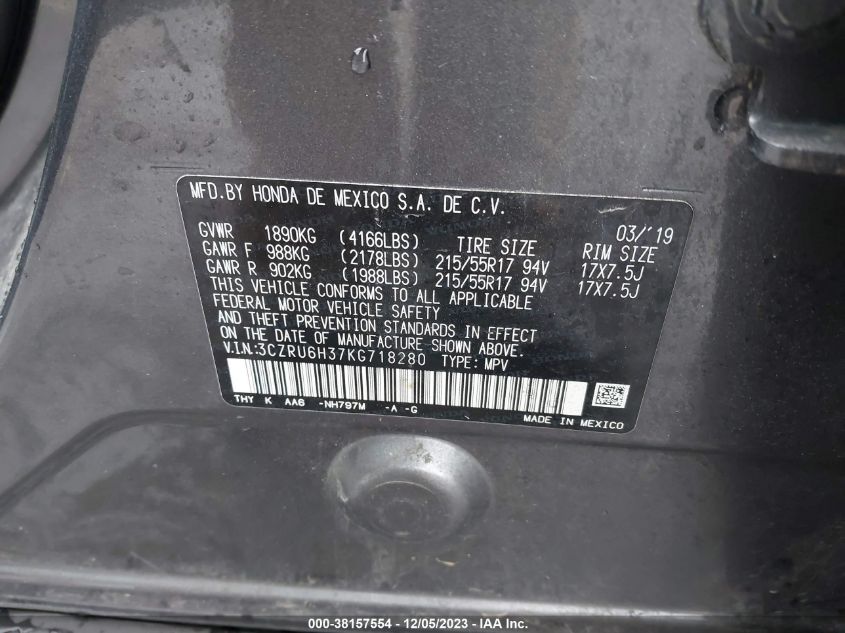 MFD.BY HONDA DE MEXICO S.A. DE C.V.
03/'19
GVWR 1890KG (4166LBS) TIRE SIZE RIM SIZE
GAWR F 988KG (2178LBS) 215/55R17 94V 17X7.5J
GAWR R 902KG (1988LBS) 215/55R17 94V 17X7.5J
THIS VEHICLE CONFORMS TO ALL APPLICABLE
FEDERAL MOTOR VEHICLE SAFETY
AND THEFT PREVENTION STANDARDS IN EFFECT
ON THE DATE OF MANUFACTURE SHOWN ABOVE.
V.I.N:3CZRU6H37KG718280 TYPE: MPV
THY K AA6 -NH797M -A -G
MADE IN MEXICO
000-38157554 - 12/05/2023 - IAA Inc.